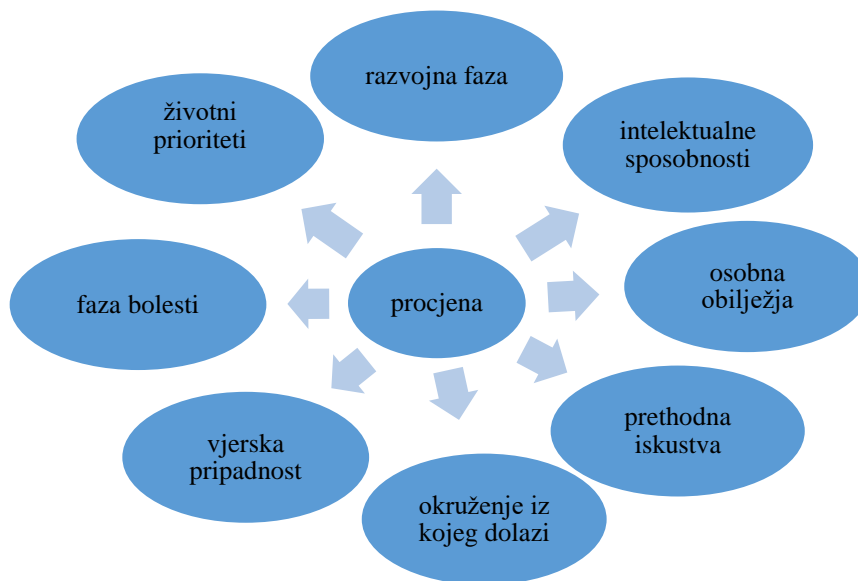 razvojna faza
životni
prioriteti
intelektualne
sposobnosti
osobna
obilježja
faza bolesti
procjena
prethodna
iskustva
vjerska
pripadnost
okruženje iz
kojeg dolazi